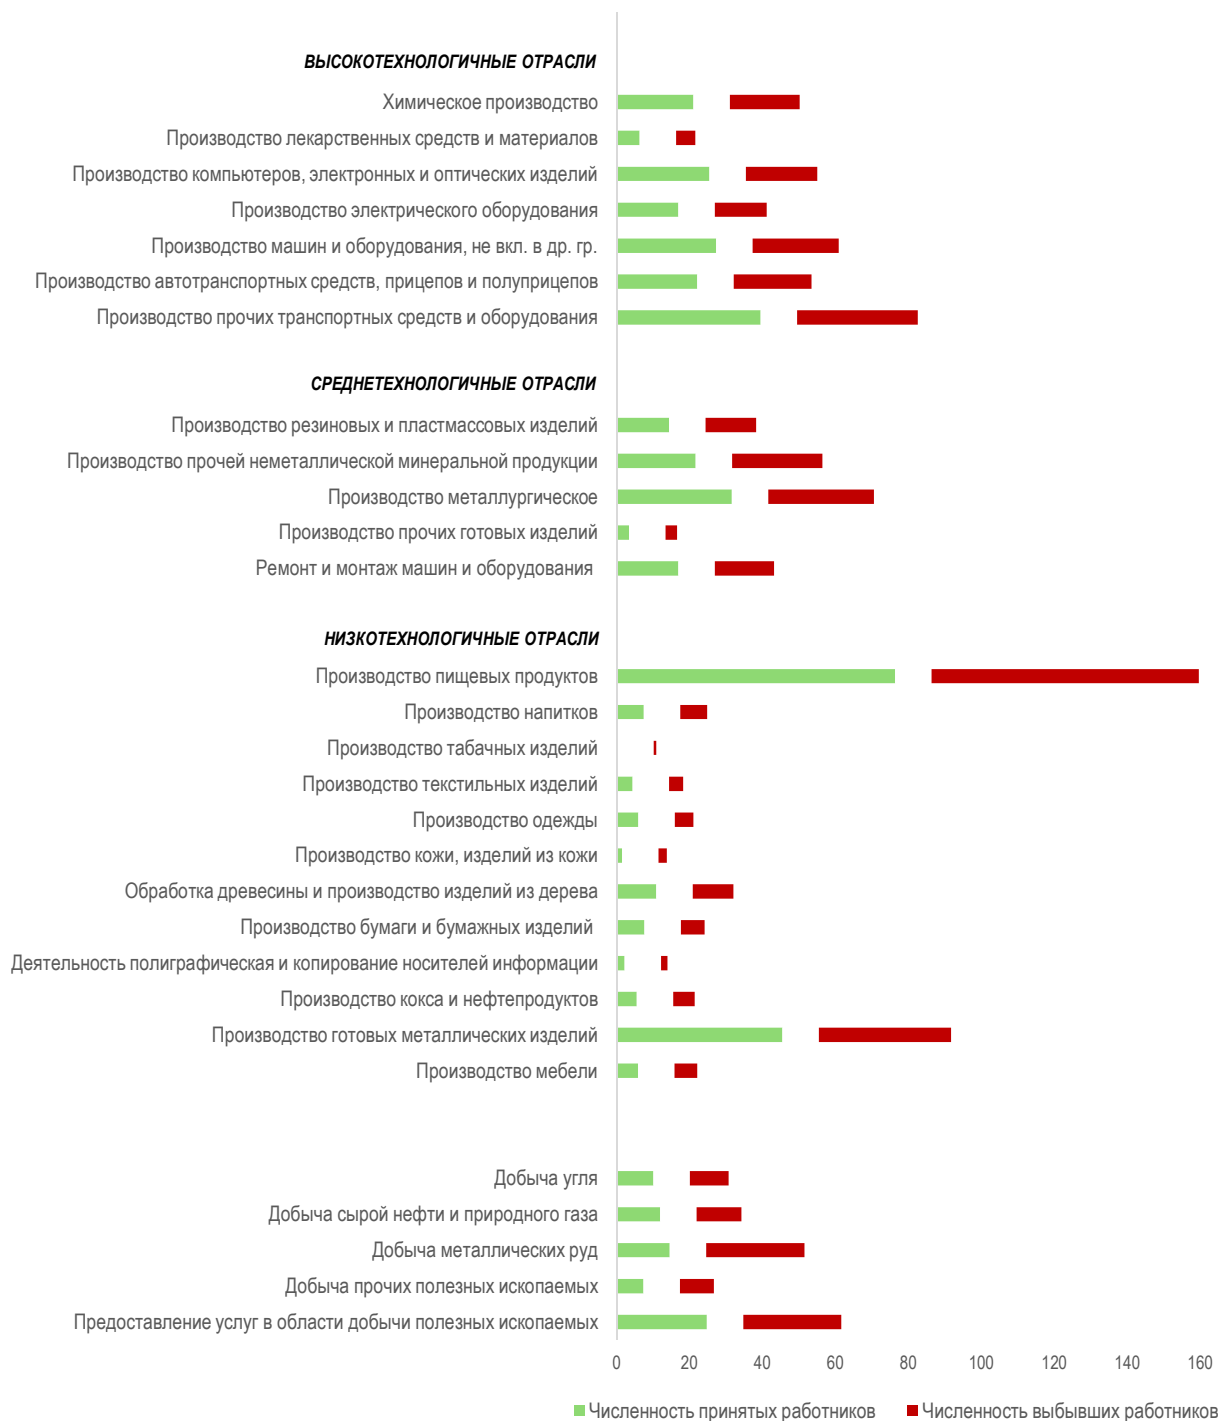 ВЫСОКОТЕХНОЛОГИЧНЫЕ ОТРАСЛИ
Химическое производство
Производство лекарственных средств и материалов
Производство компьютеров, электронных и оптических изделий
Производство электрического оборудования
Производство машин и оборудования, не вкл. в др. гр.
Производство автотранспортных средств, прицепов и полуприцепов
Производство прочих транспортных средств и оборудования
СРЕДНЕТЕХНОЛОГИЧНЫЕ ОТРАСЛИ
Производство резиновых и пластмассовых изделий
Производство прочей неметаллической минеральной продукции
Производство металлургическое
Производство прочих готовых изделий
Ремонт и монтаж машин и оборудования
НИЗКОТЕХНОЛОГИЧНЫЕ ОТРАСЛИ
Производство пищевых продуктов
Производство напитков
Производство табачных изделий
Производство текстильных изделий
Производство одежды
Производство кожи, изделий из кожи
Обработка древесины и производство изделий из дерева
Производство бумаги и бумажных изделий
Деятельность полиграфическая и копирование носителей информации
Производство кокса и нефтепродуктов
Производство готовых металлических изделий
Производство мебели
Добыча угля
Добыча сырой нефти и природного газа
Добыча металлических руд
Добыча прочих полезных ископаемых
Предоставление услуг в области добычи полезных ископаемых
0 20 40 60 80 100 120 140 160
Численность принятых работников Численность выбывших работников